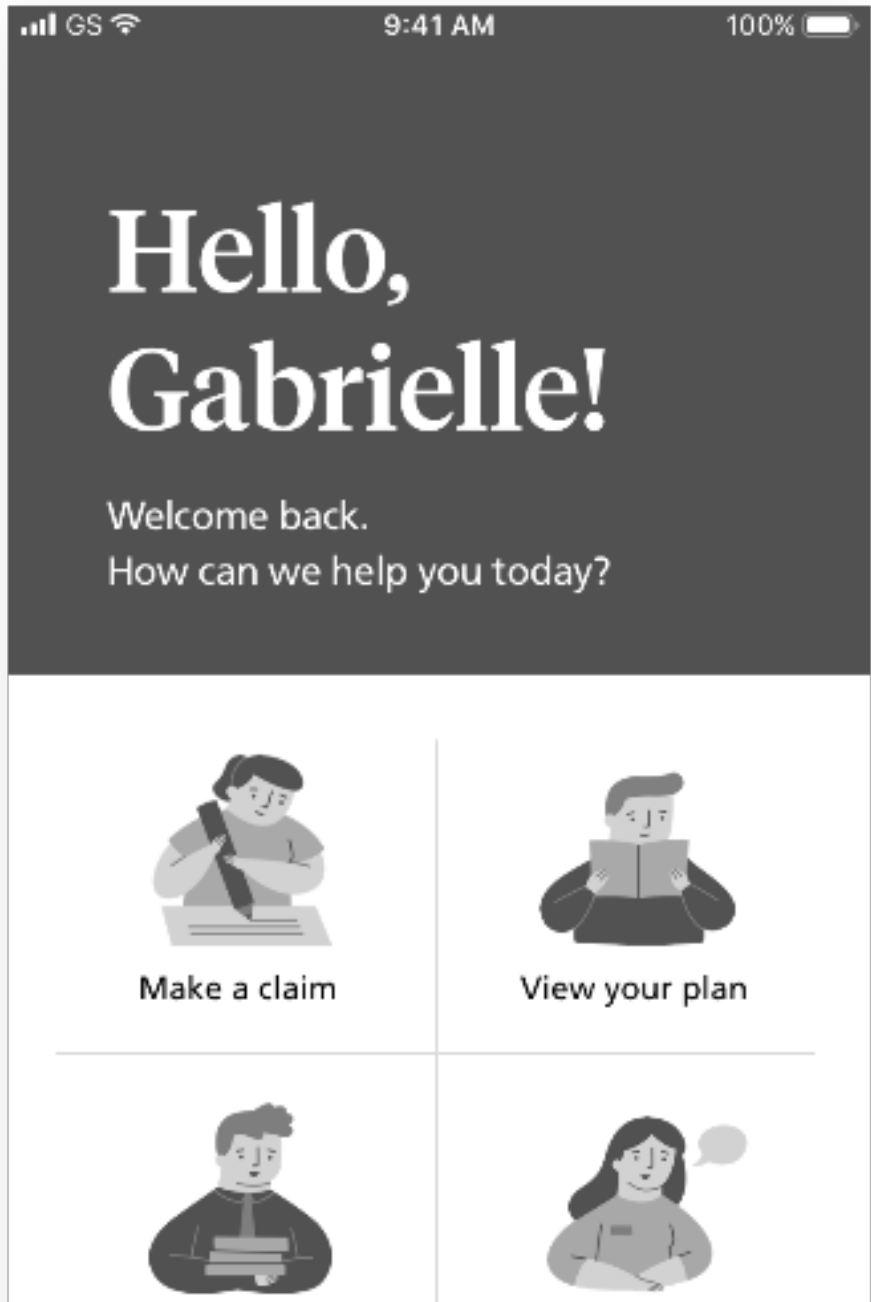 GS 9:41 AM 100%
Hello,
Gabrielle!
Welcome back.
How can we help you today?
Make a claim View your plan